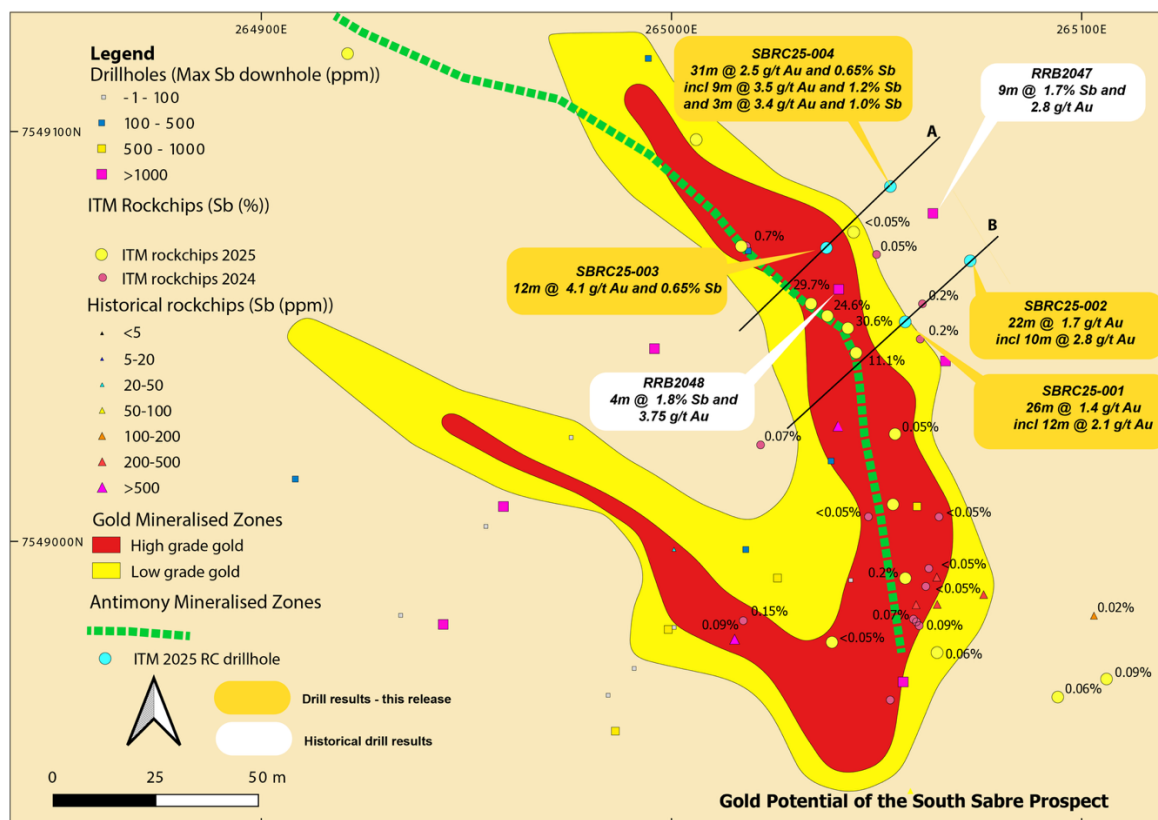 264900E
265000E
265100E
7549100N
7549000N
Legend
Drillholes (Max Sb downhole (ppm))
-1 - 100
100 - 500
500 - 1000
>1000
ITM Rockchips (Sb (%))
ITM rockchips 2025
ITM rockchips 2024
Historical rockchips (Sb (ppm))
<5
5-20
20-50
50-100
100-200
200-500
>500
Gold Mineralised Zones
High grade gold
Low grade gold
Antimony Mineralised Zones
ITM 2025 RC drillhole
Drill results - this release
Historical drill results
0
25
50 m
SBRC25-004
31m @ 2.5 g/t Au and 0.65% Sb
incl 9m @ 3.5 g/t Au and 1.2% Sb
and 3m @ 3.4 g/t Au and 1.0% Sb
RRB2047
9m @ 1.7% Sb and
2.8 g/t Au
A
B
<0.05%
0.05%
0.7%
SBRC25-003
12m @ 4.1 g/t Au and 0.65% Sb
29.7%
24.6%
30.6%
11.1%
0.2%
0.2%
SBRC25-002
22m @ 1.7 g/t Au
incl 10m @ 2.8 g/t Au
RRB2048
4m @ 1.8% Sb and
3.75 g/t Au
SBRC25-001
26m @ 1.4 g/t Au
incl 12m @ 2.1 g/t Au
0.07%
0.05%
<0.05%
<0.05%
<0.05%
0.2%
<0.05%
0.15%
0.09%
0.07%
0.09%
<0.05%
0.06%
0.02%
0.09%
0.06%
Gold Potential of the South Sabre Prospect